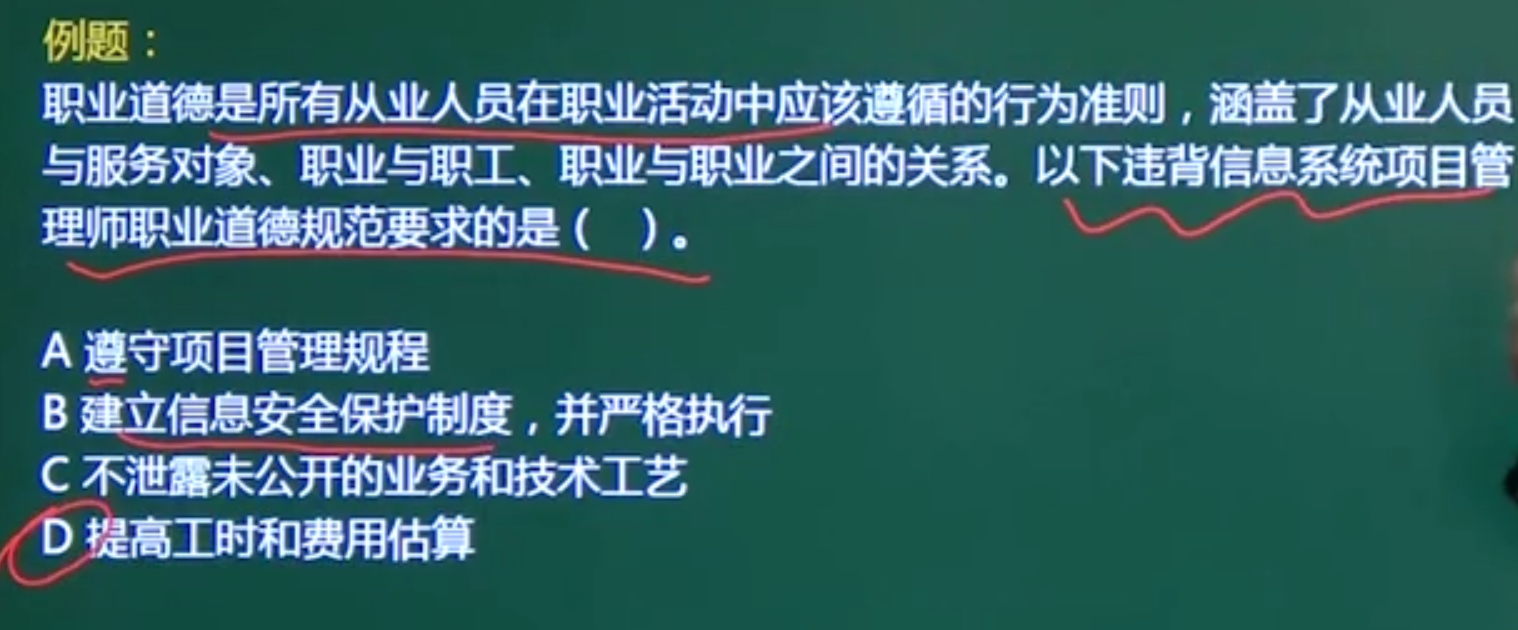 例题：
职业道德是所有从业人员在职业活动中应该遵循的行为准则，涵盖了从业人员
与服务对象、职业与职工、职业与职业之间的关系。以下违背信息系统项目管
理师职业道德规范要求的是（　）。
A 遵守项目管理规程
B 建立信息安全保护制度，并严格执行
C 不泄露未公开的业务和技术工艺
D 提高工时和费用估算